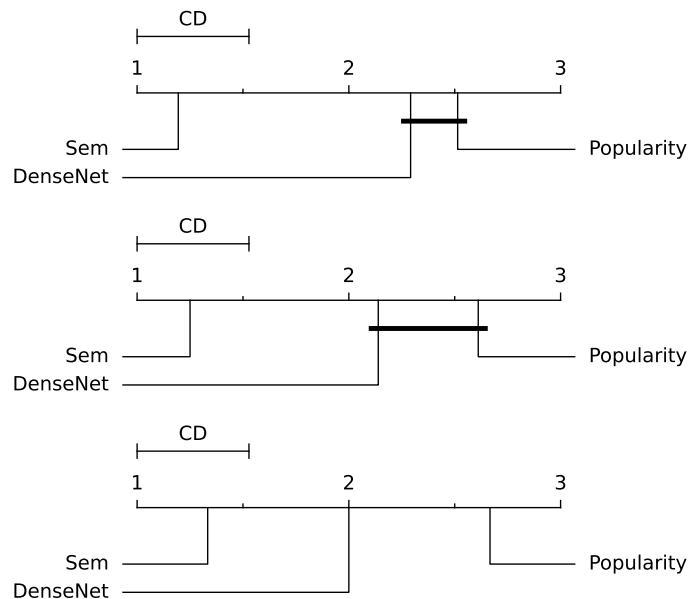 CD
1 2 3
Sem Popularity
DenseNet
CD
1 2 3
Sem Popularity
DenseNet
CD
1 2 3
Sem Popularity
DenseNet